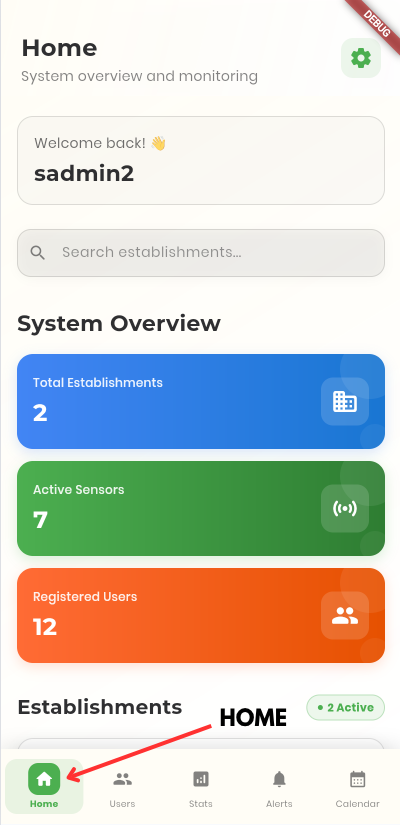 DEBUG
Home
System overview and monitoring
Welcome back! 👋
sadmin2
Search establishments...
System Overview
Total Establishments
2
Active Sensors
7
Registered Users
12
Establishments
HOME
2 Active
Home
Users
Stats
Alerts
Calendar